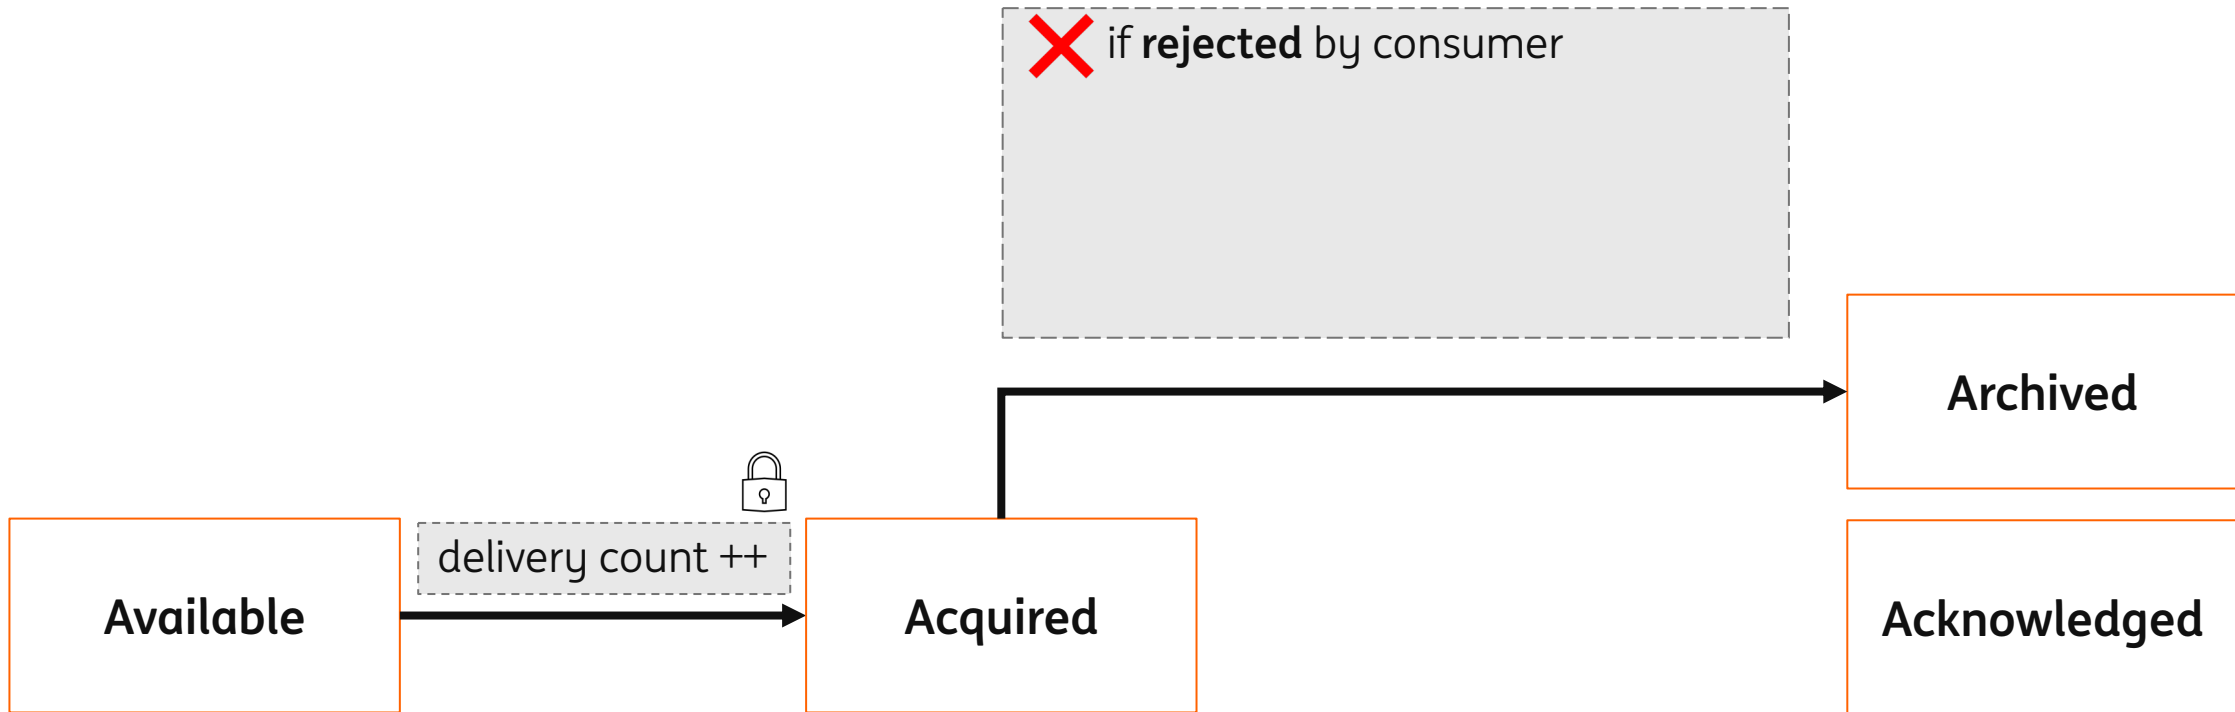 if rejected by consumer
Archived
delivery count ++
Available
Acquired
Acknowledged